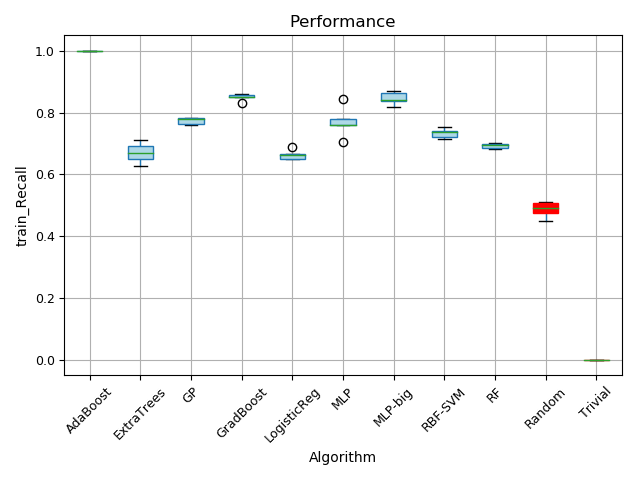 Performance
train_Recall
1.0
0.8
0.6
0.4
0.2
0.0
AdaBoost
ExtraTrees
GP
GradBoost
LogisticReg
MLP
MLP-big
RBF-SVM
RF
Random
Trivial
Algorithm